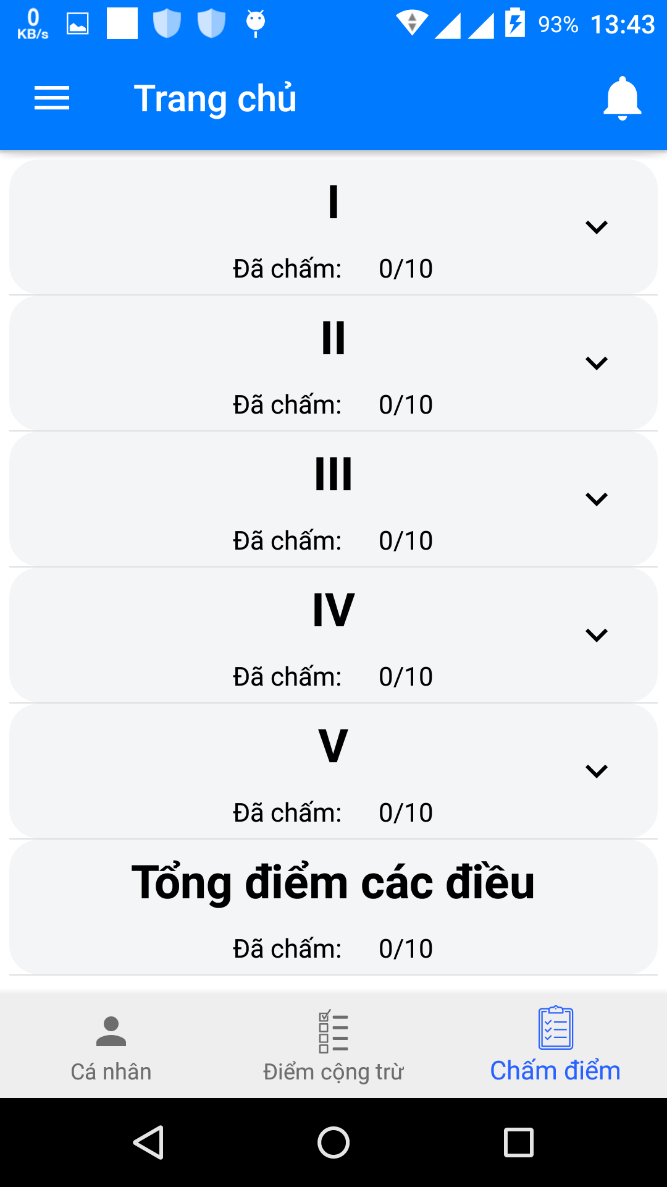 0
KB/s
93% 13:43
Trang chủ
I
Đã chấm: 0/10
II
Đã chấm: 0/10
III
Đã chấm: 0/10
IV
Đã chấm: 0/10
V
Đã chấm: 0/10
Tổng điểm các điều
Đã chấm: 0/10
Cá nhân
Điểm cộng trừ
Chấm điểm